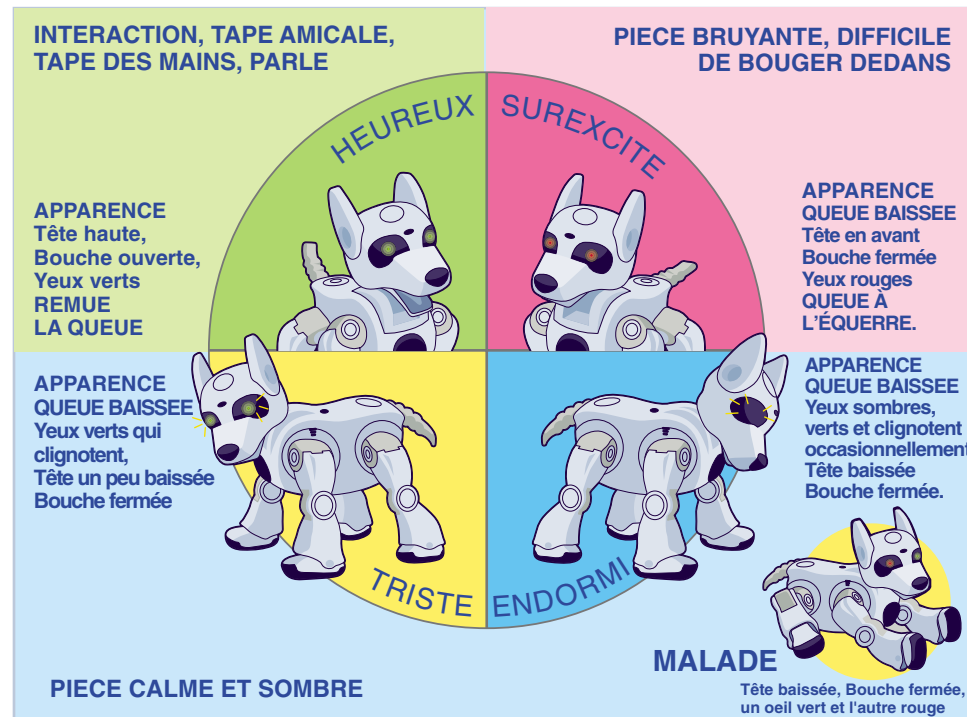 INTERACTION, TAPE AMICALE,
TAPE DES MAINS, PARLE
PIECE BRUYANTE, DIFFICILE
DE BOUGER DEDANS
HEUREUX
SUREXCITE
APPARENCE
Tête haute,
Bouche ouverte,
Yeux verts
REMUE
LA QUEUE
APPARENCE
QUEUE BAISSEE
Tête en avant
Bouche fermée
Yeux rouges
QUEUE À
L'ÉQUERRE.
APPARENCE
QUEUE BAISSEE
Yeux verts qui
clignotent,
Tête un peu baissée
Bouche fermée
APPARENCE
QUEUE BAISSEE
Yeux sombres,
verts et clignotent
occasionnellement
Tête baissée
Bouche fermée.
TRISTE
ENDORMI
PIECE CALME ET SOMBRE
MALADE
Tête baissée, Bouche fermée,
un oeil vert et l'autre rouge